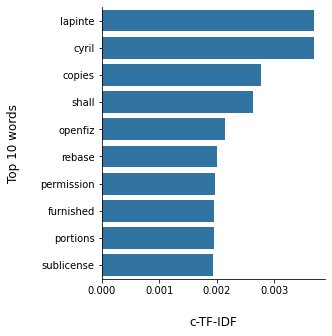 Top 10 words
lapinte
cyril
copies
shall
openfiz
rebase
permission
furnished
portions
sublicense
0.000 0.001 0.002 0.003
c-TF-IDF